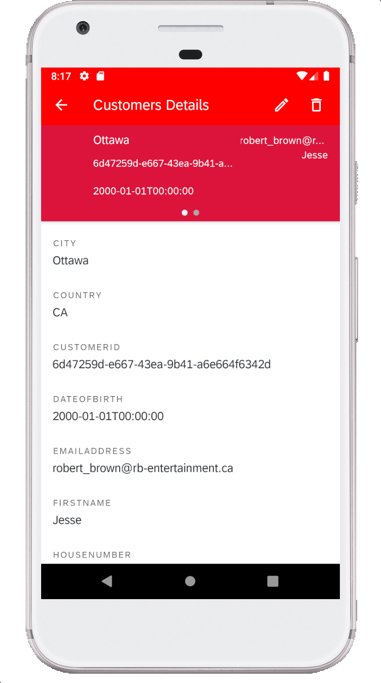 8:17
Customers Details
Ottawa robert_brown@r...
Jesse
6d47259d-e667-43ea-9b41-a...
2000-01-01T00:00:00
CITY
Ottawa
COUNTRY
CA
CUSTOMERID
6d47259d-e667-43ea-9b41-a6e664f6342d
DATEOFBIRTH
2000-01-01T00:00:00
EMAILADDRESS
robert_brown@rb-entertainment.ca
FIRSTNAME
Jesse
HOUSENUMBER